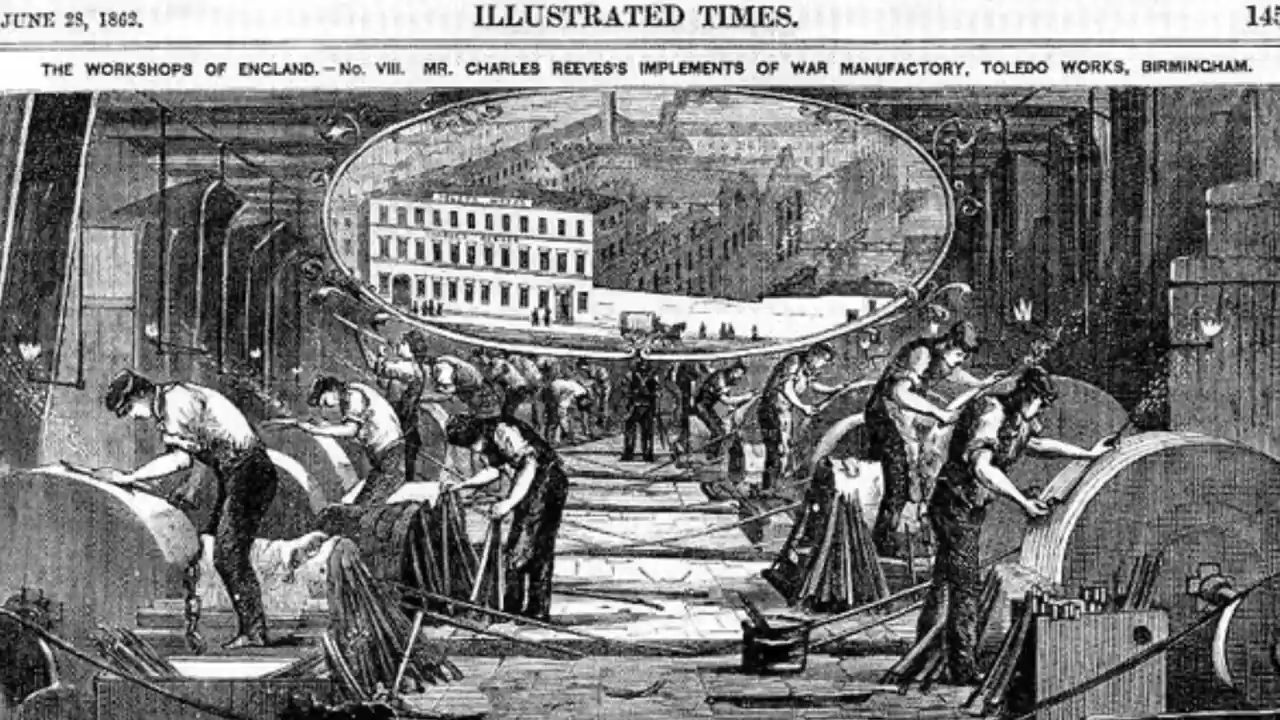 JUNE 28, 1862.
ILLUSTRATED TIMES.
145
THE WORKSHOPS OF ENGLAND.—No. VIII. MR. CHARLES REEVES'S IMPLEMENTS OF WAR MANUFACTORY, TOLEDO WORKS, BIRMINGHAM.